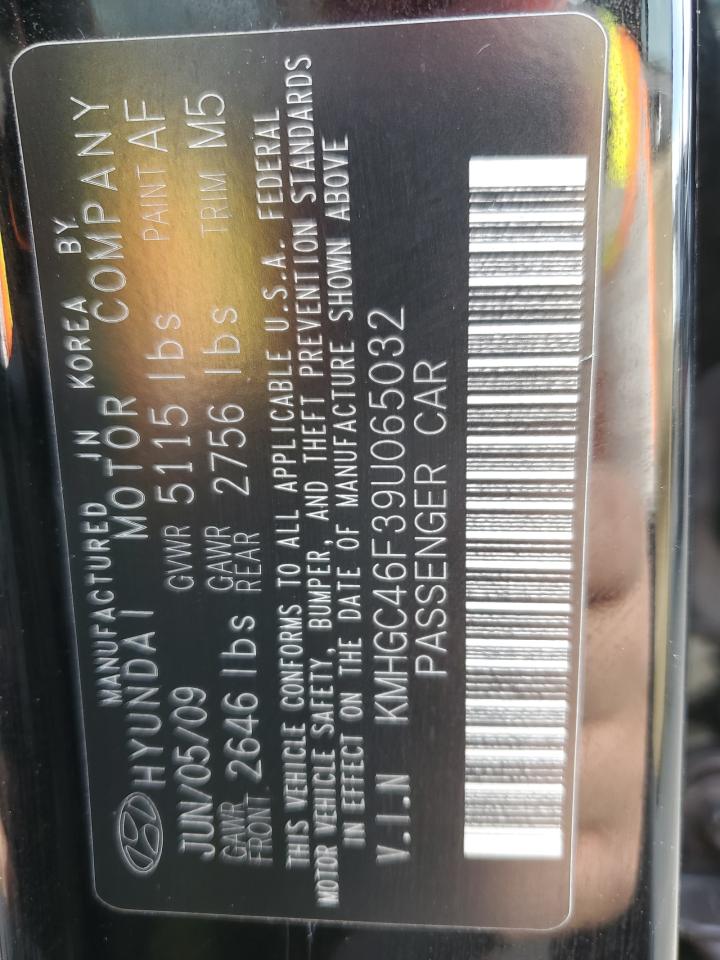 MANUFACTURED IN KOREA BY
HYUNDAI MOTOR COMPANY
JUN/05/09 GVWR 5115 lbs PAINT AF
GAWR FRONT 2646 lbs GAWR REAR 2756 lbs TRIM M5
THIS VEHICLE CONFORMS TO ALL APPLICABLE U.S.A. FEDERAL
MOTOR VEHICLE SAFETY, BUMPER, AND THEFT PREVENTION STANDARDS
IN EFFECT ON THE DATE OF MANUFACTURE SHOWN ABOVE
V.I.N KMHGC46F39U065032
PASSENGER CAR